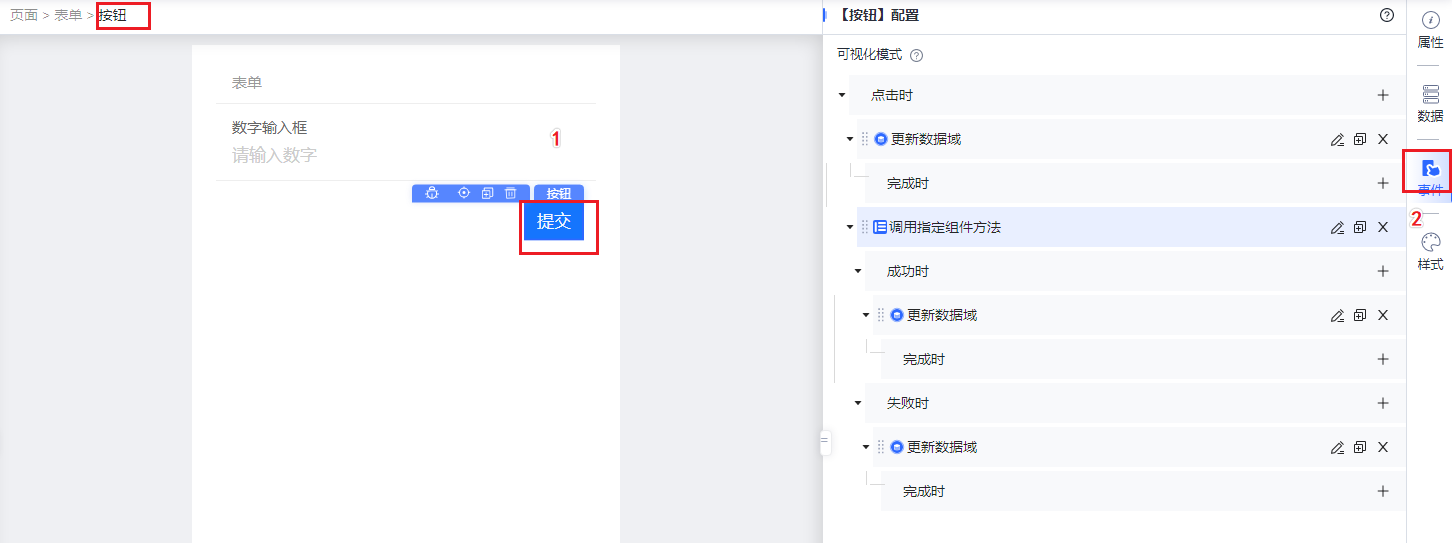 页面 > 表单 > 按钮
表单
数字输入框
请输入数字
1
按钮
提交
【按钮】配置
可视化模式
点击时
更新数据域
完成时
调用指定组件方法
成功时
更新数据域
完成时
失败时
更新数据域
完成时
属性
数据
事件
2
样式